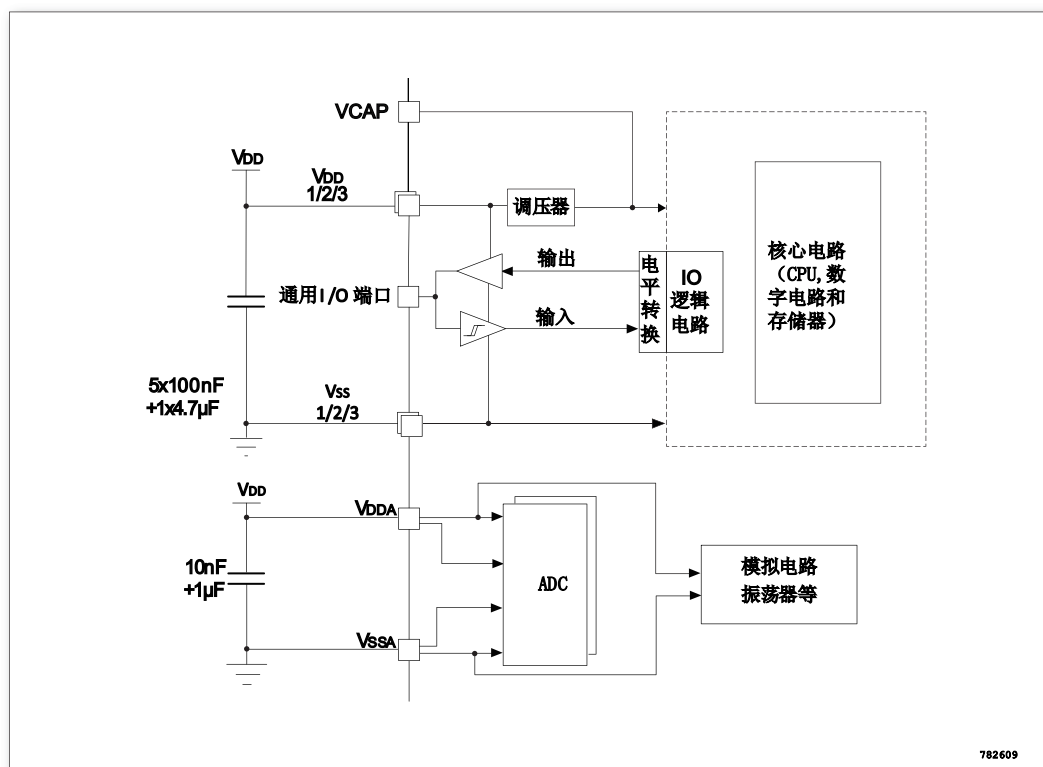 VCAP
VDD
VDD
1/2/3
调压器
输出
通用I/O 端口
输入
电平转换
IO
逻辑
电路
核心电路
（CPU,数
字电路和
存储器）
5x100nF
+1x4.7µF
VSS
1/2/3
VDD
VDDA
10nF
+1µF
ADC
模拟电路
振荡器等
VSSA
782609